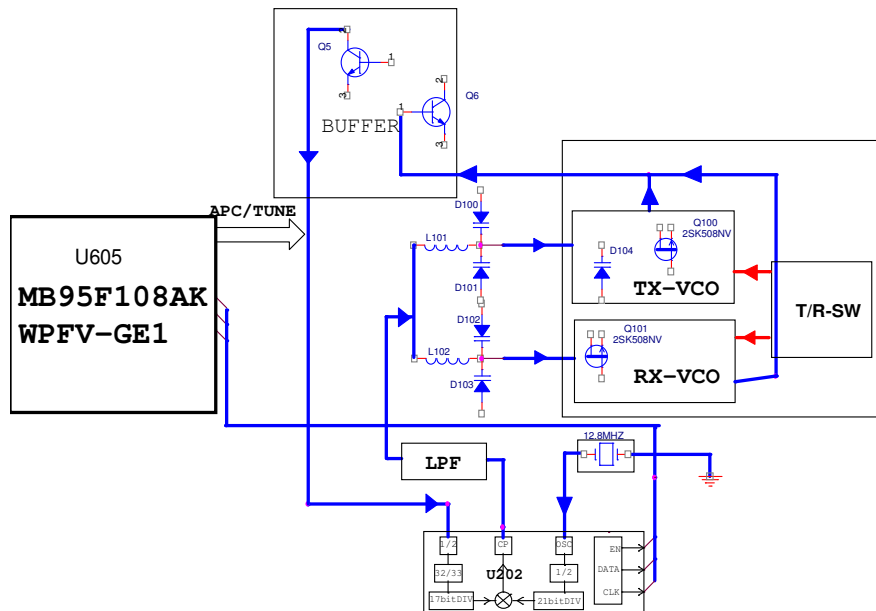 Q5
2
1
3
Q6
2
1
3
BUFFER
APC/TUNE
U605
MB95F108AK
WPFV-GE1
D100
L101
D101
D102
L102
D103
Q100
2SK508NV
D104
TX-VCO
Q101
2SK508NV
RX-VCO
T/R-SW
LPF
12.8MHZ
1/2
CP
OSC
EN
32/33
U202
1/2
DATA
17bitDIV
21bitDIV
CLK